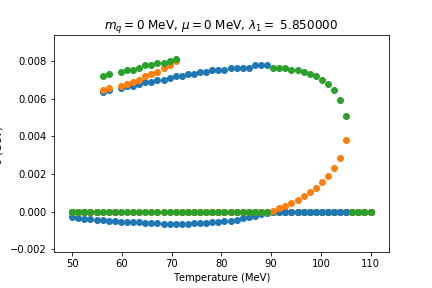 $m_q = 0$ MeV, $\mu = 0$ MeV, $\lambda_1 =$ 5.850000
0.008
0.006
0.004
0.002
0.000
−0.002
50 60 70 80 90 100 110
Temperature (MeV)